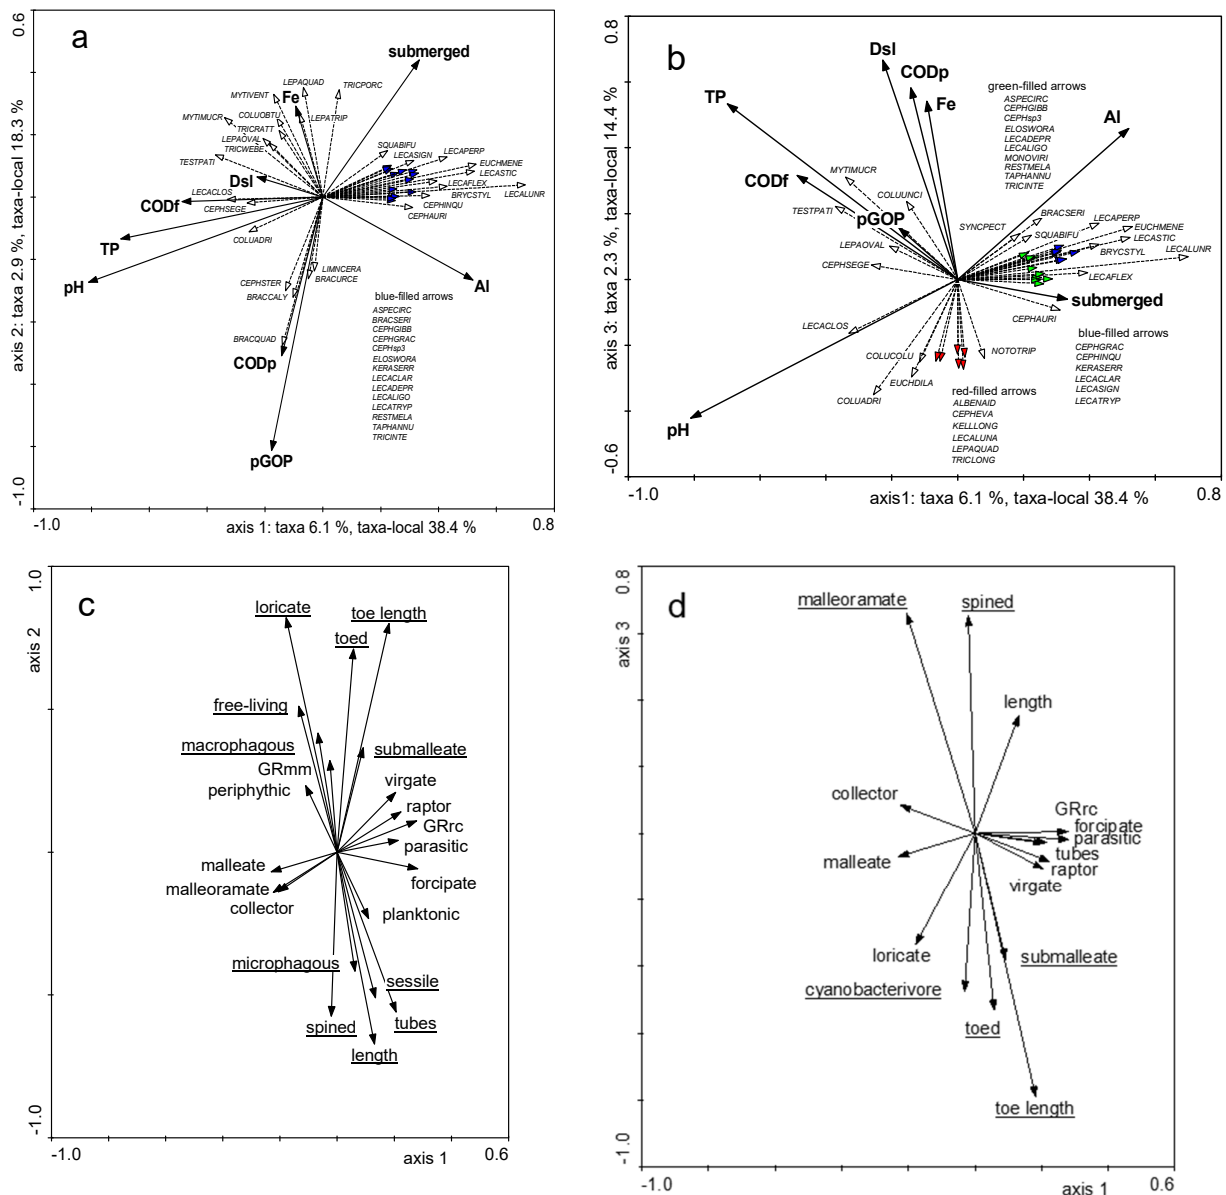 a
0.6
axis 2: taxa 2.9 %, taxa-local 18.3 %
-1.0
-1.0
axis 1: taxa 6.1 %, taxa-local 38.4 %
0.8
submerged
LEPAQUAD
TRICPORC
MYTIVENT
Fe
MYTIMUCR
COLUOBTU
LEPATRIP
TRICRATT
LEPAOVAL
TRICWEBE
TESTPATI
SQUABIFU
LECASIGN
LECAPERP
EUCHMENE
LECASTIC
Dsl
LECAFLEX
LECALUNR
LECACLOS
BRYCSTYL
CODf
CEPHSEGE
CEPHINQU
CEPHAURI
TP
COLUADRI
pH
LIMNCERA
BRACURCE
CEPHSTER
BRACCALY
Al
BRACQUAD
CODp
pGOP
blue-filled arrows
ASPECIRC
BRACSERI
CEPHGIBB
CEPHGRAC
CEPHsp3
ELOSWORA
KERASERR
LECACLAR
LECADEPR
LECALIGO
LECATRYP
RESTMELA
TAPHANNU
TRICINTE
b
0.8
axis 3: taxa 2.3 %, taxa-local 14.4 %
-0.6
-1.0
axis1: taxa 6.1 %, taxa-local 38.4 %
0.8
Dsl
CODp
TP
Fe
Al
green-filled arrows
ASPECIRC
CEPHGIBB
CEPHsp3
ELOSWORA
LECADEPR
LECALIGO
MONOVIRI
RESTMELA
TAPHANNU
TRICINTE
CODf
MYTIMUCR
COLUUNCI
TESTPATI
pGOP
SYNCPECT
BRACSERI
LECAPERP
EUCHMENE
SQUABIFU
LECASTIC
LEPAOVAL
BRYCSTYL
LECALUNR
CEPHSEGE
LECAFLEX
submerged
CEPHAURI
LECACLOS
COLUCOLU
NOTOTRIP
EUCHDILA
COLUADRI
pH
blue-filled arrows
CEPHGRAC
CEPHINQU
KERASERR
LECACLAR
LECASIGN
LECATRYP
red-filled arrows
ALBENAID
CEPHEVA
KELLLONG
LECALUNA
LEPAQUAD
TRICLONG
c
1.0
axis 2
-1.0
-1.0
axis 1
0.6
loricate
toe length
toed
free-living
macrophagous
submalleate
GRmm
periphythic
virgate
raptor
GRrc
parasitic
malleate
forcipate
malleoramate
collector
planktonic
microphagous
sessile
spined
tubes
length
d
0.8
axis 3
-1.0
-1.0
axis 1
0.6
malleoramate
spined
length
collector
GRrc
forcipate
parasitic
malleate
tubes
raptor
virgate
loricate
submalleate
cyanobacterivore
toed
toe length